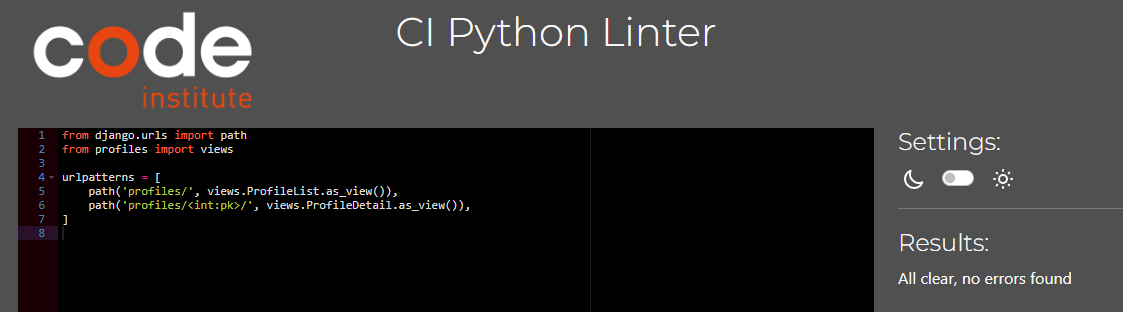 code
institute
CI Python Linter
1 from django.urls import path
2 from profiles import views
3
4 urlpatterns = [
5     path('profiles/', views.ProfileList.as_view()),
6     path('profiles/<int:pk>/', views.ProfileDetail.as_view()),
7 ]
8
Settings:
Results:
All clear, no errors found